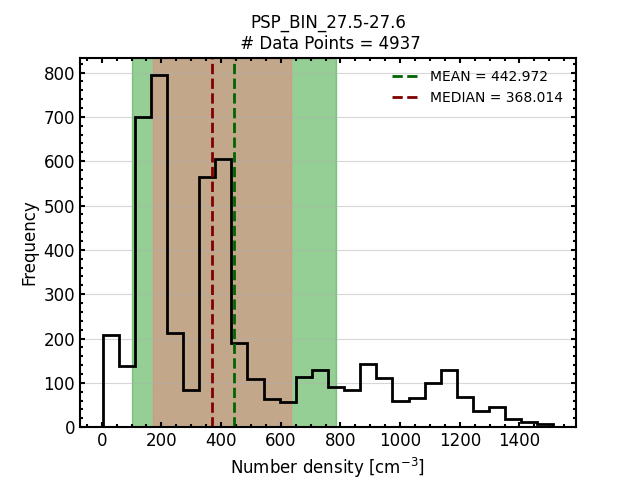 PSP_BIN_27.5-27.6
# Data Points = 4937
MEAN = 442.972
MEDIAN = 368.014
Frequency
800
700
600
500
400
300
200
100
0
0 200 400 600 800 1000 1200 1400
Number density [cm⁻³]